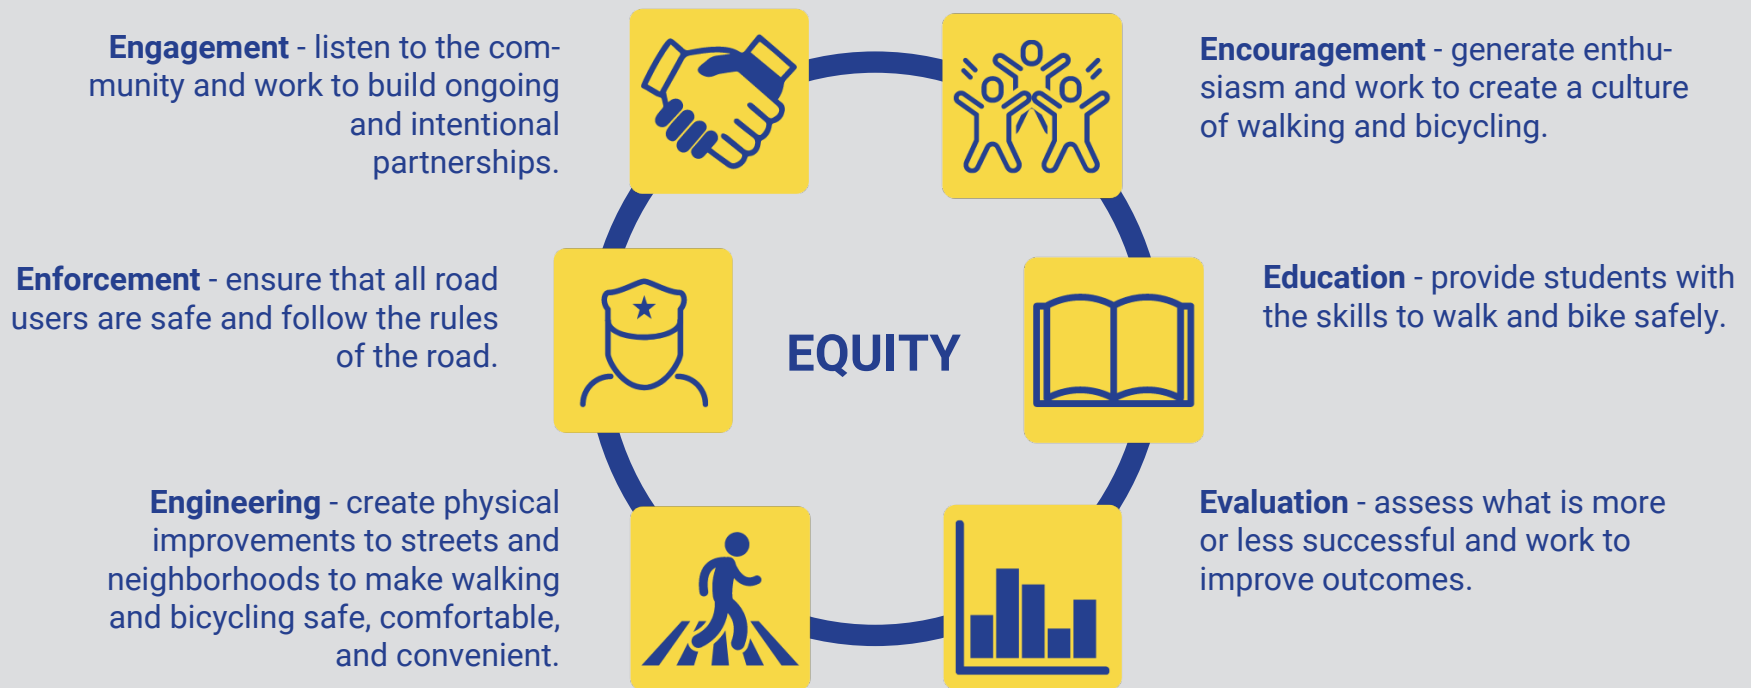 Engagement - listen to the com-
munity and work to build ongoing
and intentional
partnerships.
Encouragement - generate enthu-
siasm and work to create a culture
of walking and bicycling.
Enforcement - ensure that all road
users are safe and follow the rules
of the road.
EQUITY
Education - provide students with
the skills to walk and bike safely.
Engineering - create physical
improvements to streets and
neighborhoods to make walking
and bicycling safe, comfortable,
and convenient.
Evaluation - assess what is more
or less successful and work to
improve outcomes.